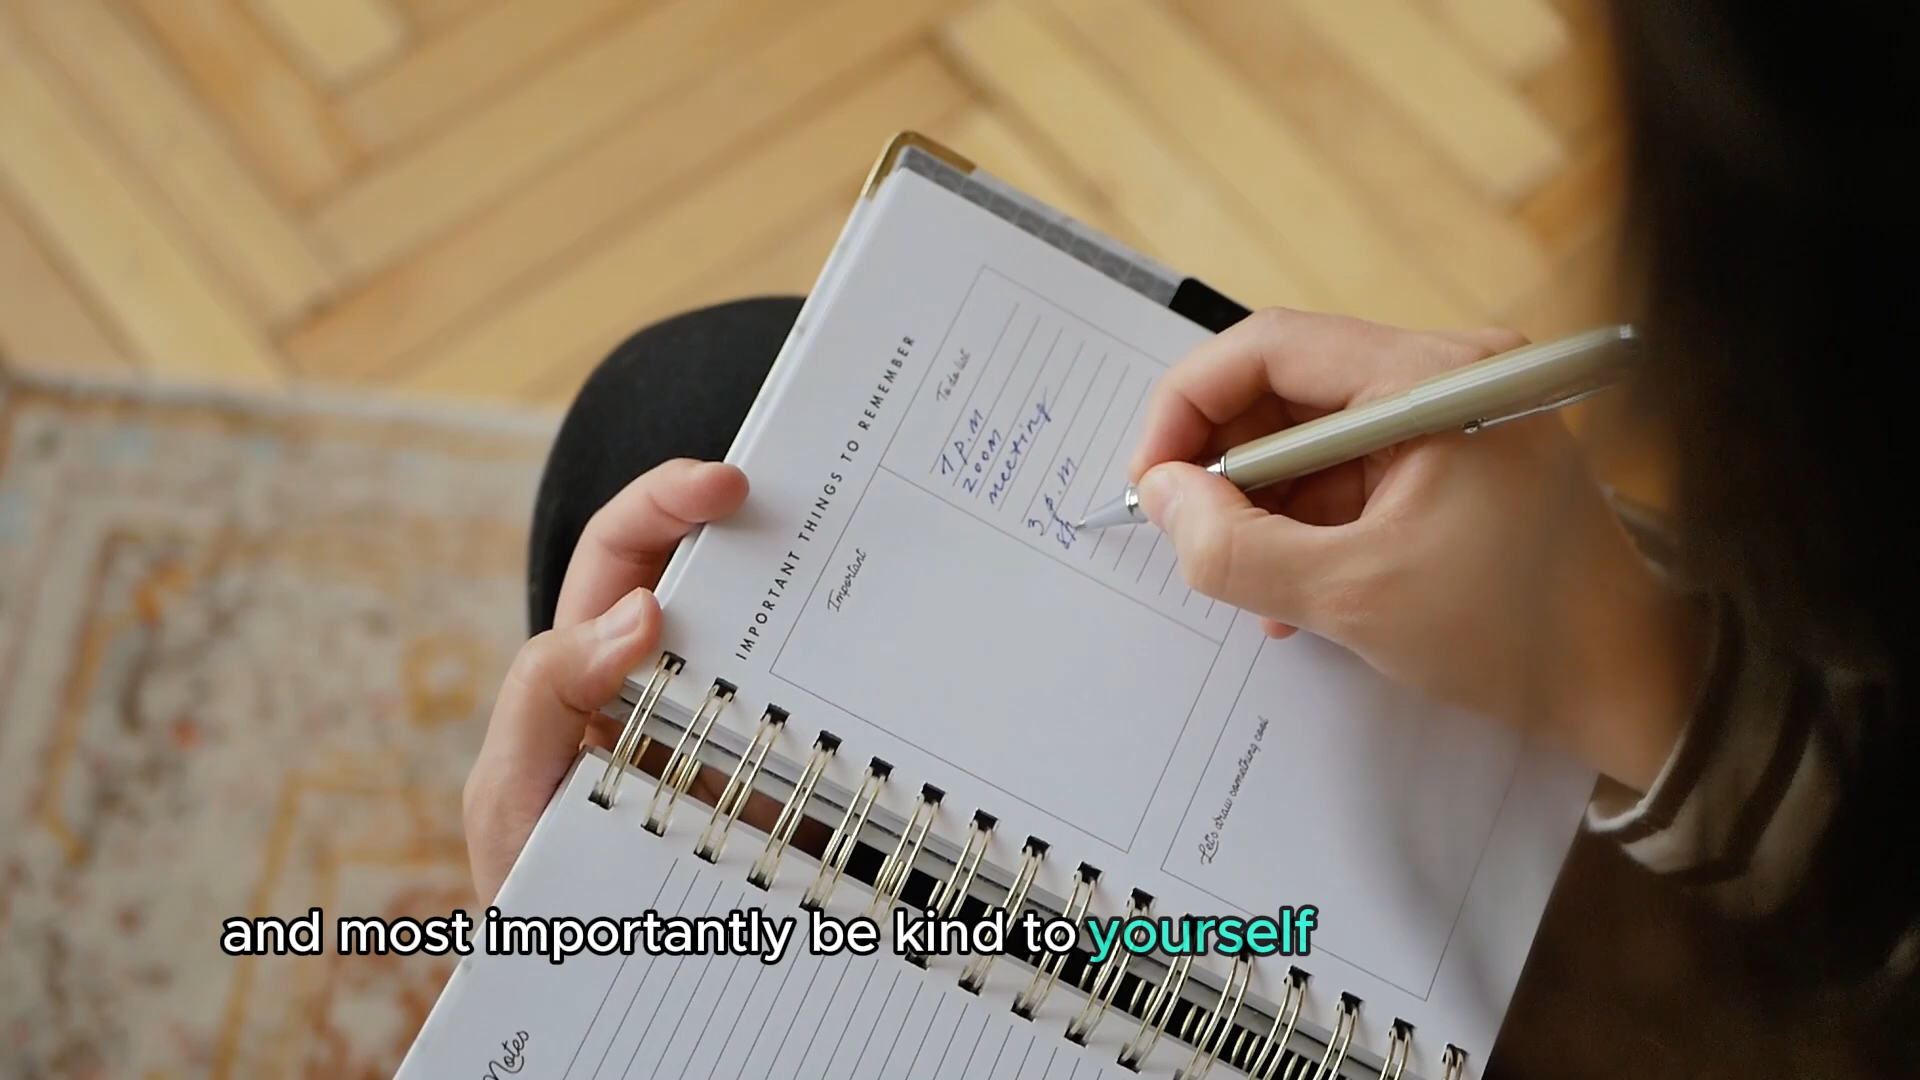 IMPORTANT THINGS TO REMEMBER
To do list
1 p.m
zoom
meeting
3 p.m
Important
Let's draw something cool
Notes
and most importantly be kind to yourself